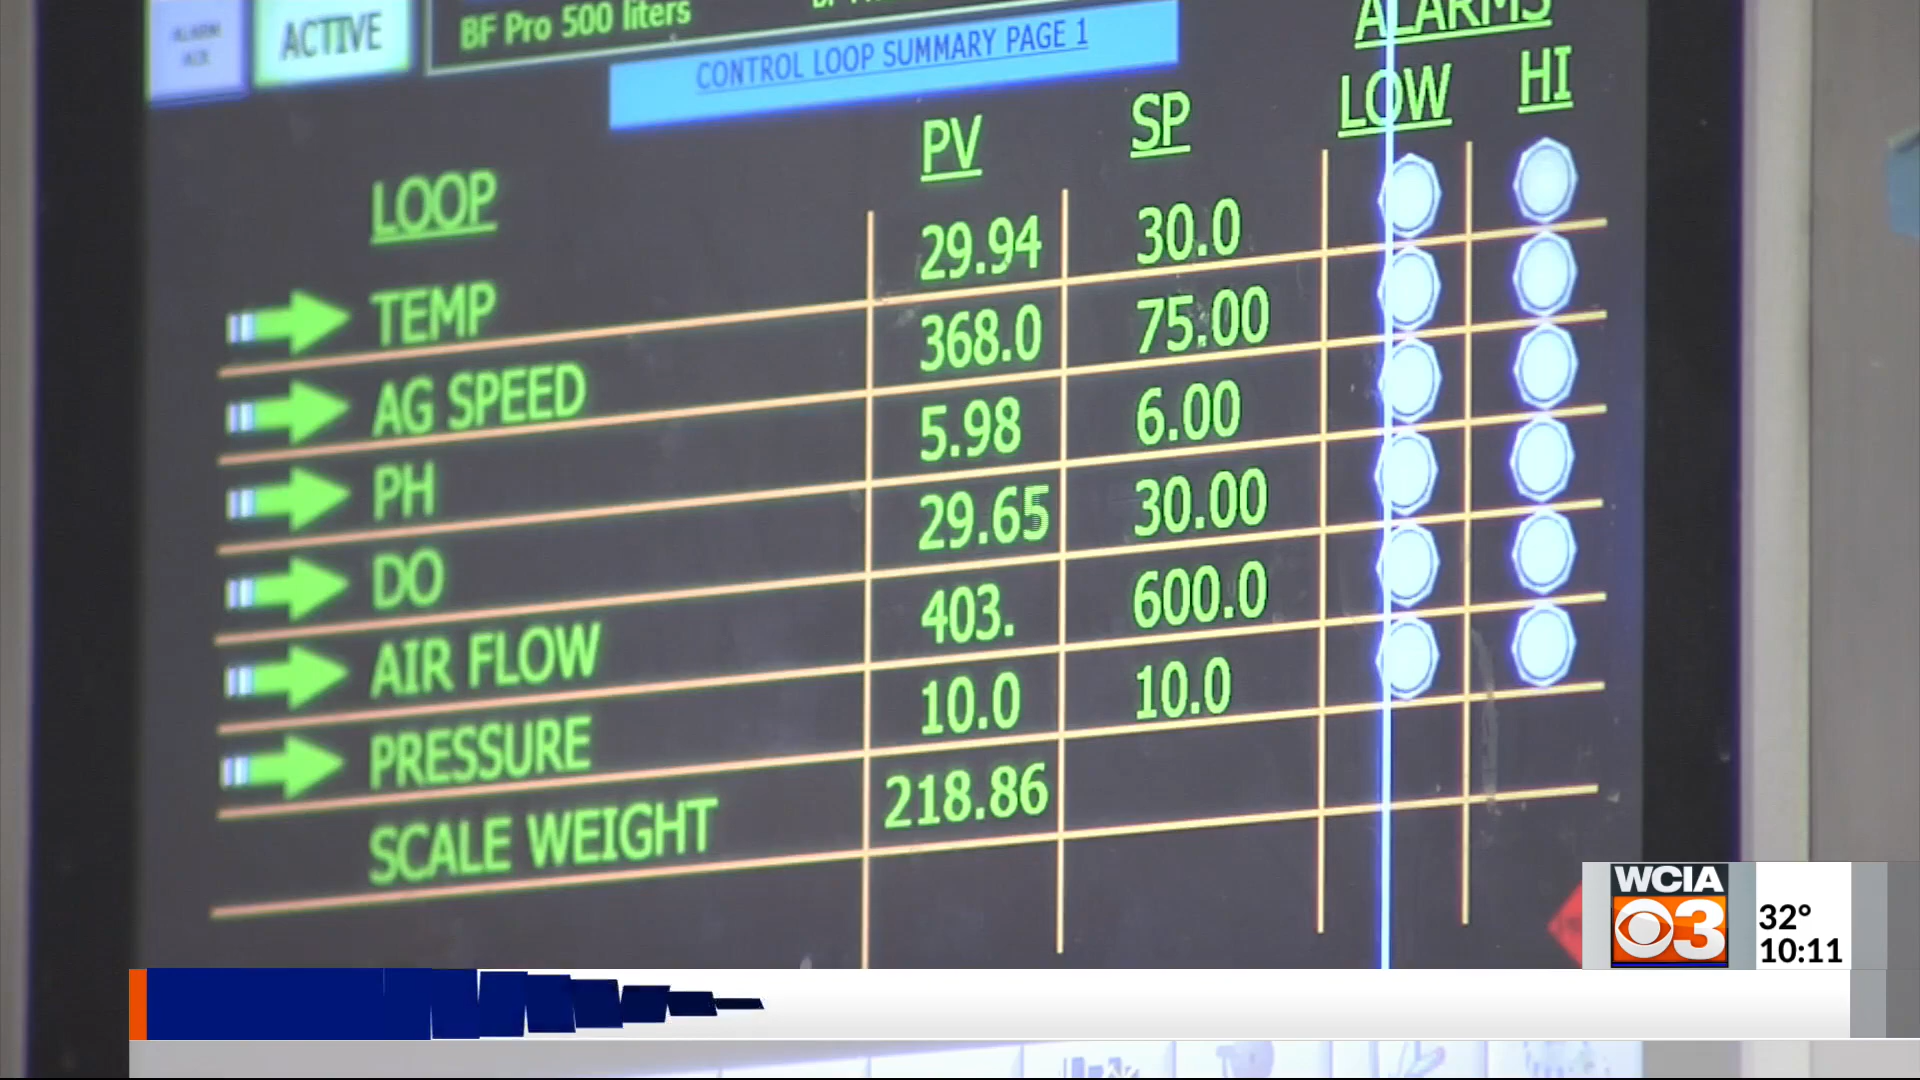 ALARM
ACK
ACTIVE
BF Pro 500 liters
CONTROL LOOP SUMMARY PAGE 1
ALARMS
LOOP PV SP LOW HI
TEMP 29.94 30.0
AG SPEED 368.0 75.00
PH 5.98 6.00
DO 29.65 30.00
AIR FLOW 403. 600.0
PRESSURE 10.0 10.0
SCALE WEIGHT 218.86
WCIA
3
32°
10:11